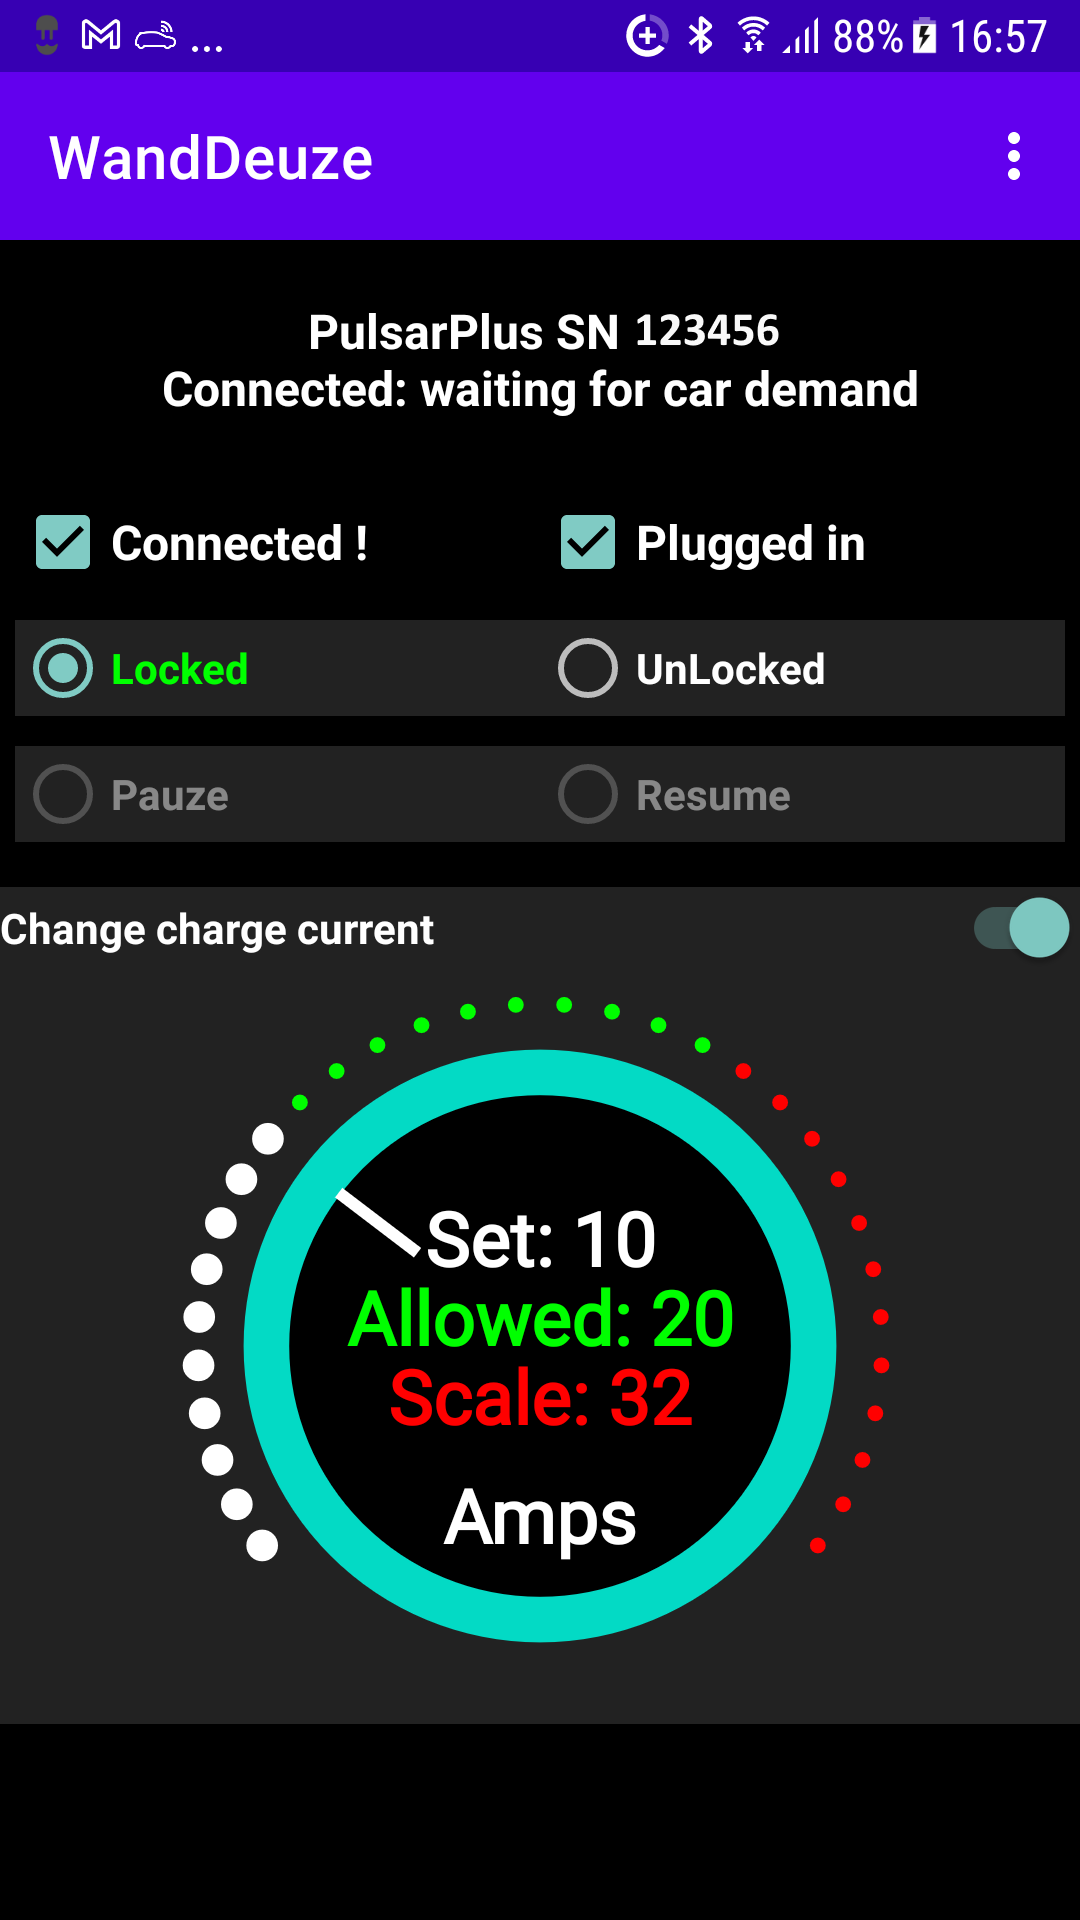 ... 88% 16:57
WandDeuze
PulsarPlus SN 123456
Connected: waiting for car demand
Connected ! Plugged in
Locked UnLocked
Pauze Resume
Change charge current
Set: 10
Allowed: 20
Scale: 32
Amps